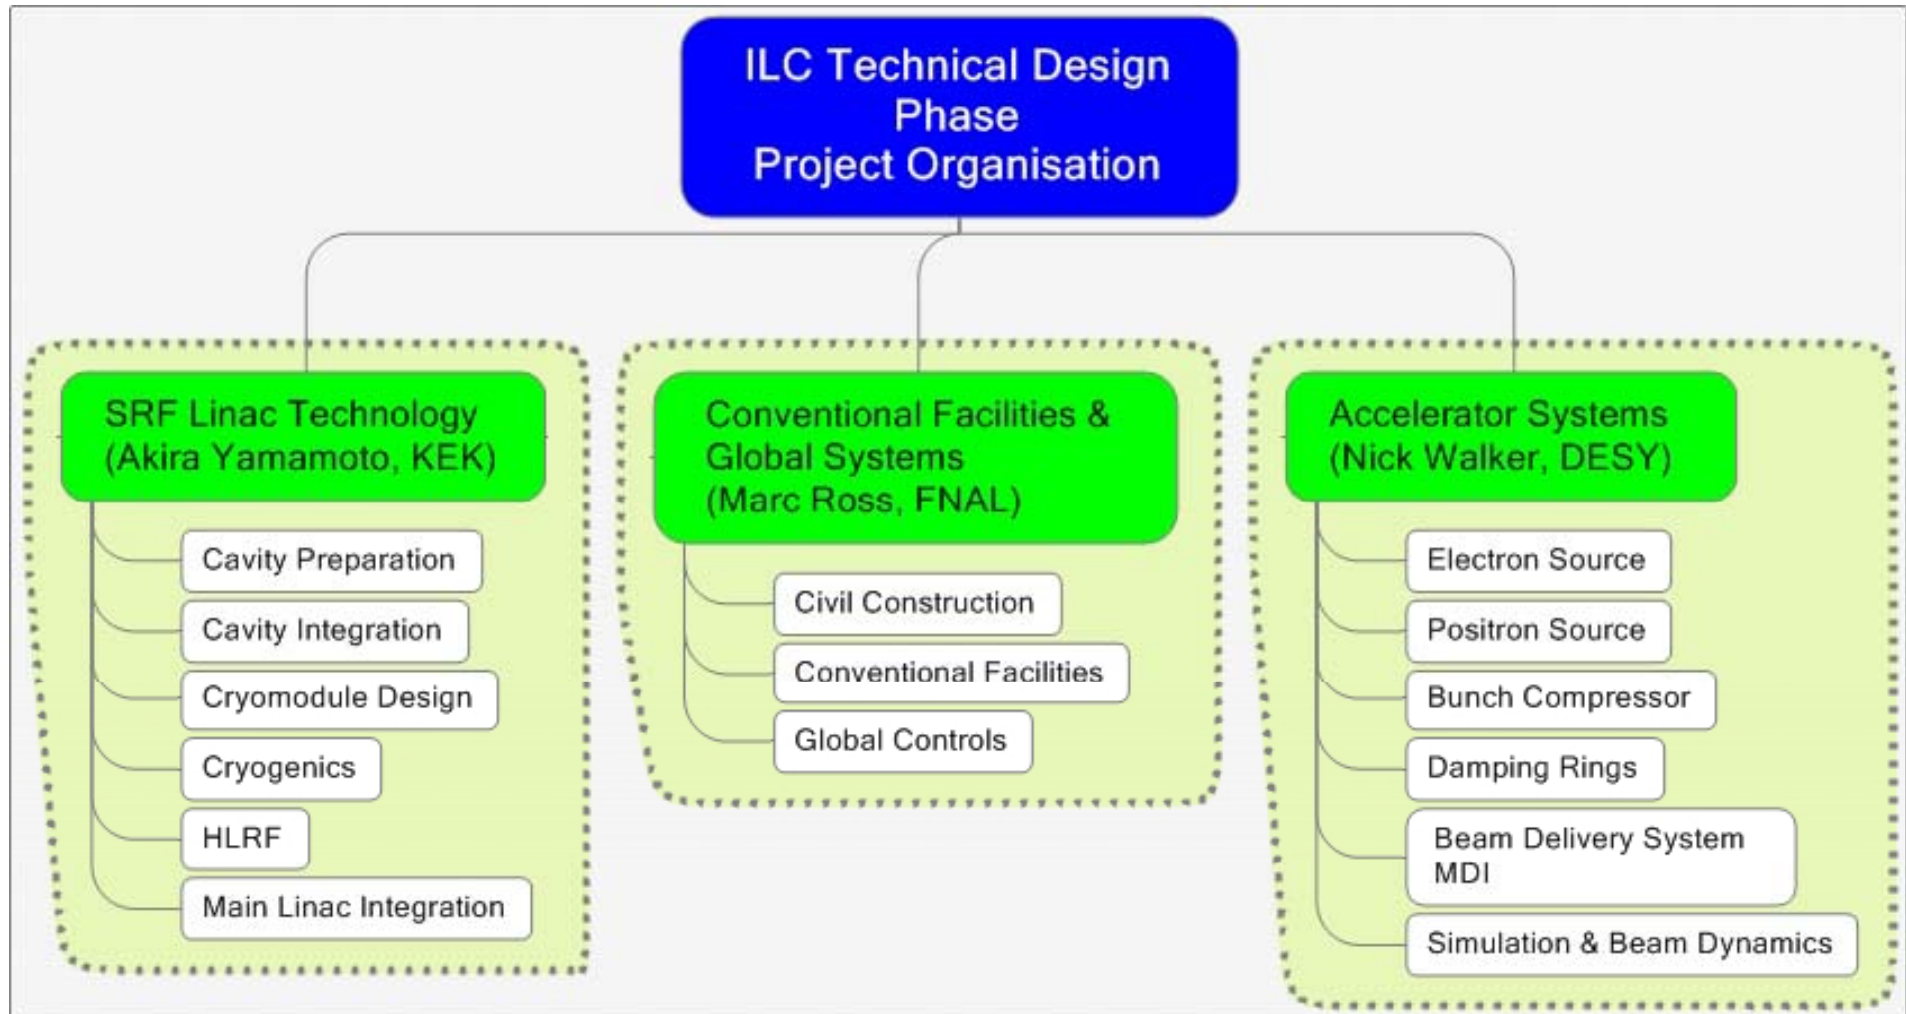 ILC Technical Design
Phase
Project Organisation
SRF Linac Technology
(Akira Yamamoto, KEK)
Cavity Preparation
Cavity Integration
Cryomodule Design
Cryogenics
HLRF
Main Linac Integration
Conventional Facilities &
Global Systems
(Marc Ross, FNAL)
Civil Construction
Conventional Facilities
Global Controls
Accelerator Systems
(Nick Walker, DESY)
Electron Source
Positron Source
Bunch Compressor
Damping Rings
Beam Delivery System
MDI
Simulation & Beam Dynamics